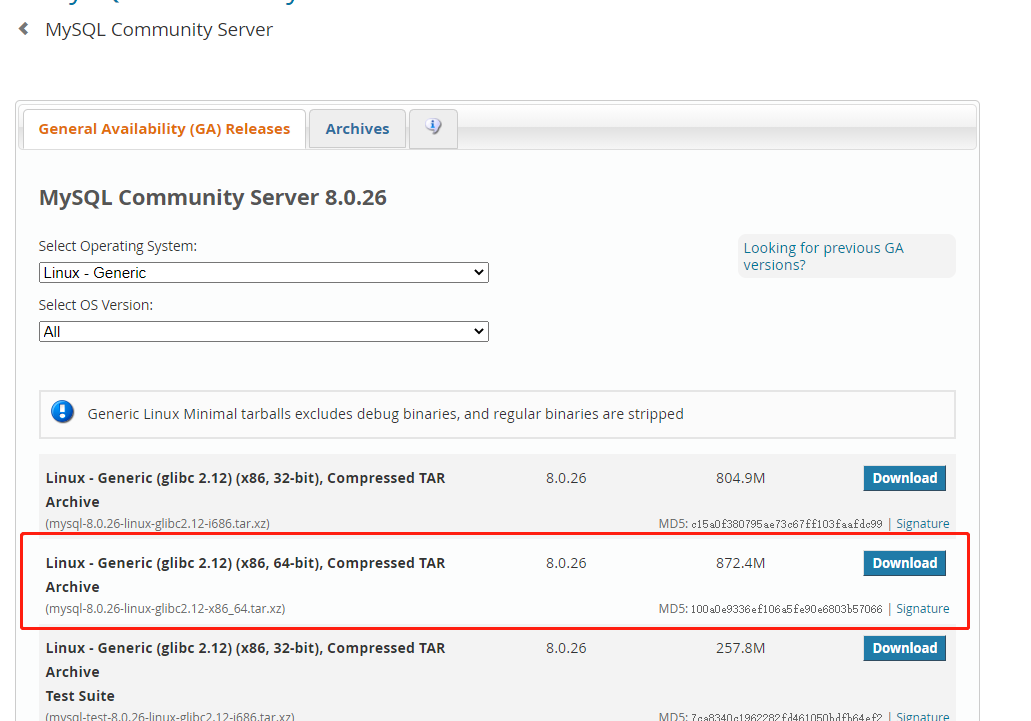 MySQL Community Server
General Availability (GA) Releases
Archives
MySQL Community Server 8.0.26
Select Operating System:
Linux - Generic
Looking for previous GA
versions?
Select OS Version:
All
Generic Linux Minimal tarballs excludes debug binaries, and regular binaries are stripped
Linux - Generic (glibc 2.12) (x86, 32-bit), Compressed TAR 8.0.26 804.9M Download
Archive
(mysql-8.0.26-linux-glibc2.12-i686.tar.xz) MD5: c15a0f380795ae73c67ff103faafdc99 | Signature
Linux - Generic (glibc 2.12) (x86, 64-bit), Compressed TAR 8.0.26 872.4M Download
Archive
(mysql-8.0.26-linux-glibc2.12-x86_64.tar.xz) MD5: 100a0e9336ef106a5fe90e6803b57066 | Signature
Linux - Generic (glibc 2.12) (x86, 32-bit), Compressed TAR 8.0.26 257.8M Download
Archive
Test Suite
(mysql-test-8.0.26-linux-glibc2.12-i686.tar.xz) MD5: | Signature